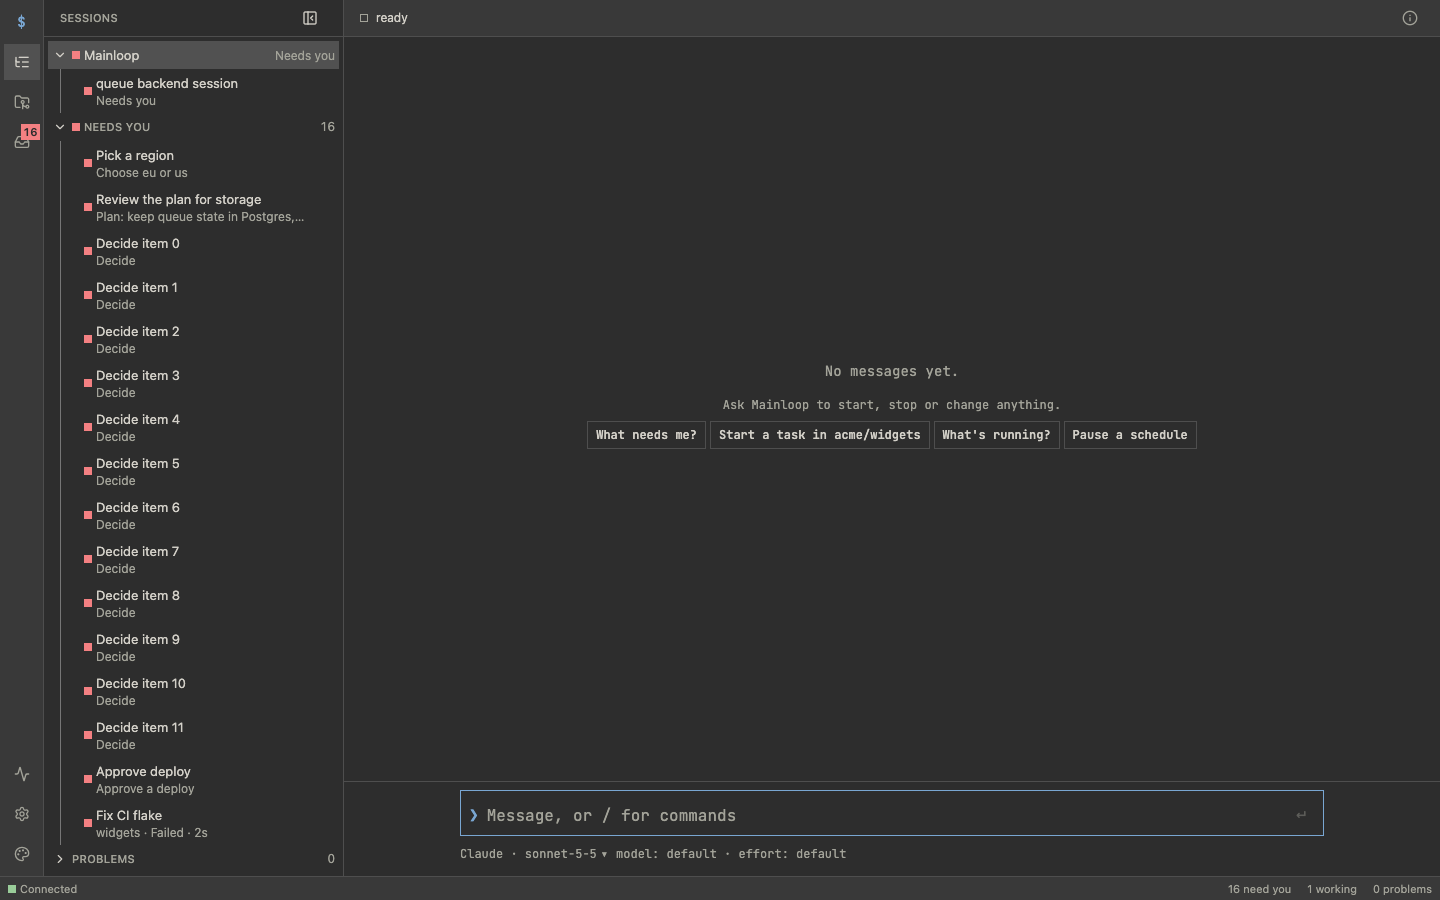 $
SESSIONS
ready
Mainloop
Needs you
queue backend session
Needs you
NEEDS YOU
16
16
Pick a region
Choose eu or us
Review the plan for storage
Plan: keep queue state in Postgres,...
Decide item 0
Decide
Decide item 1
Decide
Decide item 2
Decide
Decide item 3
Decide
Decide item 4
Decide
Decide item 5
Decide
Decide item 6
Decide
Decide item 7
Decide
Decide item 8
Decide
Decide item 9
Decide
Decide item 10
Decide
Decide item 11
Decide
Approve deploy
Approve a deploy
Fix CI flake
widgets · Failed · 2s
PROBLEMS
0
No messages yet.
Ask Mainloop to start, stop or change anything.
What needs me?
Start a task in acme/widgets
What's running?
Pause a schedule
❯ Message, or / for commands
Claude · sonnet-5-5 ▾ model: default · effort: default
Connected
16 need you
1 working
0 problems